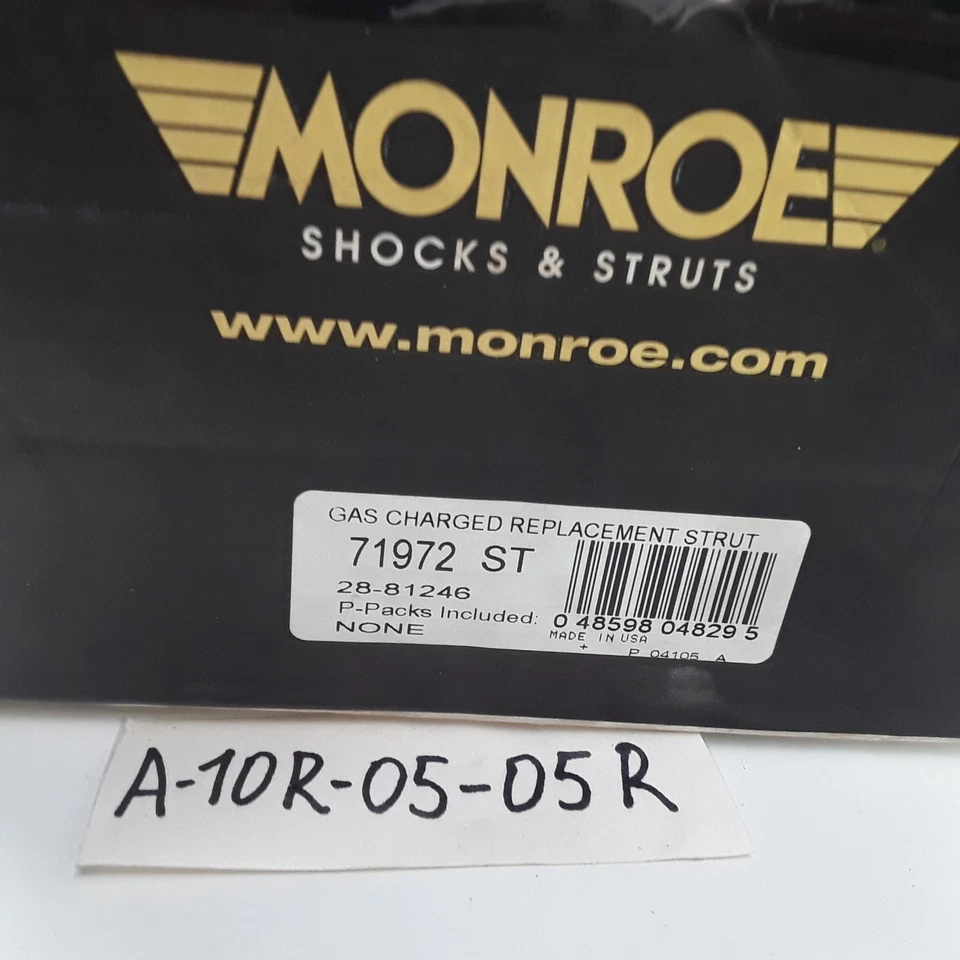 MONROE
SHOCKS & STRUTS
www.monroe.com
GAS CHARGED REPLACEMENT STRUT
71972 ST
28-81246
P-Packs Included:
NONE
0 48598 04829 5
MADE IN USA
+ P 04105 A
A-10R-05-05R